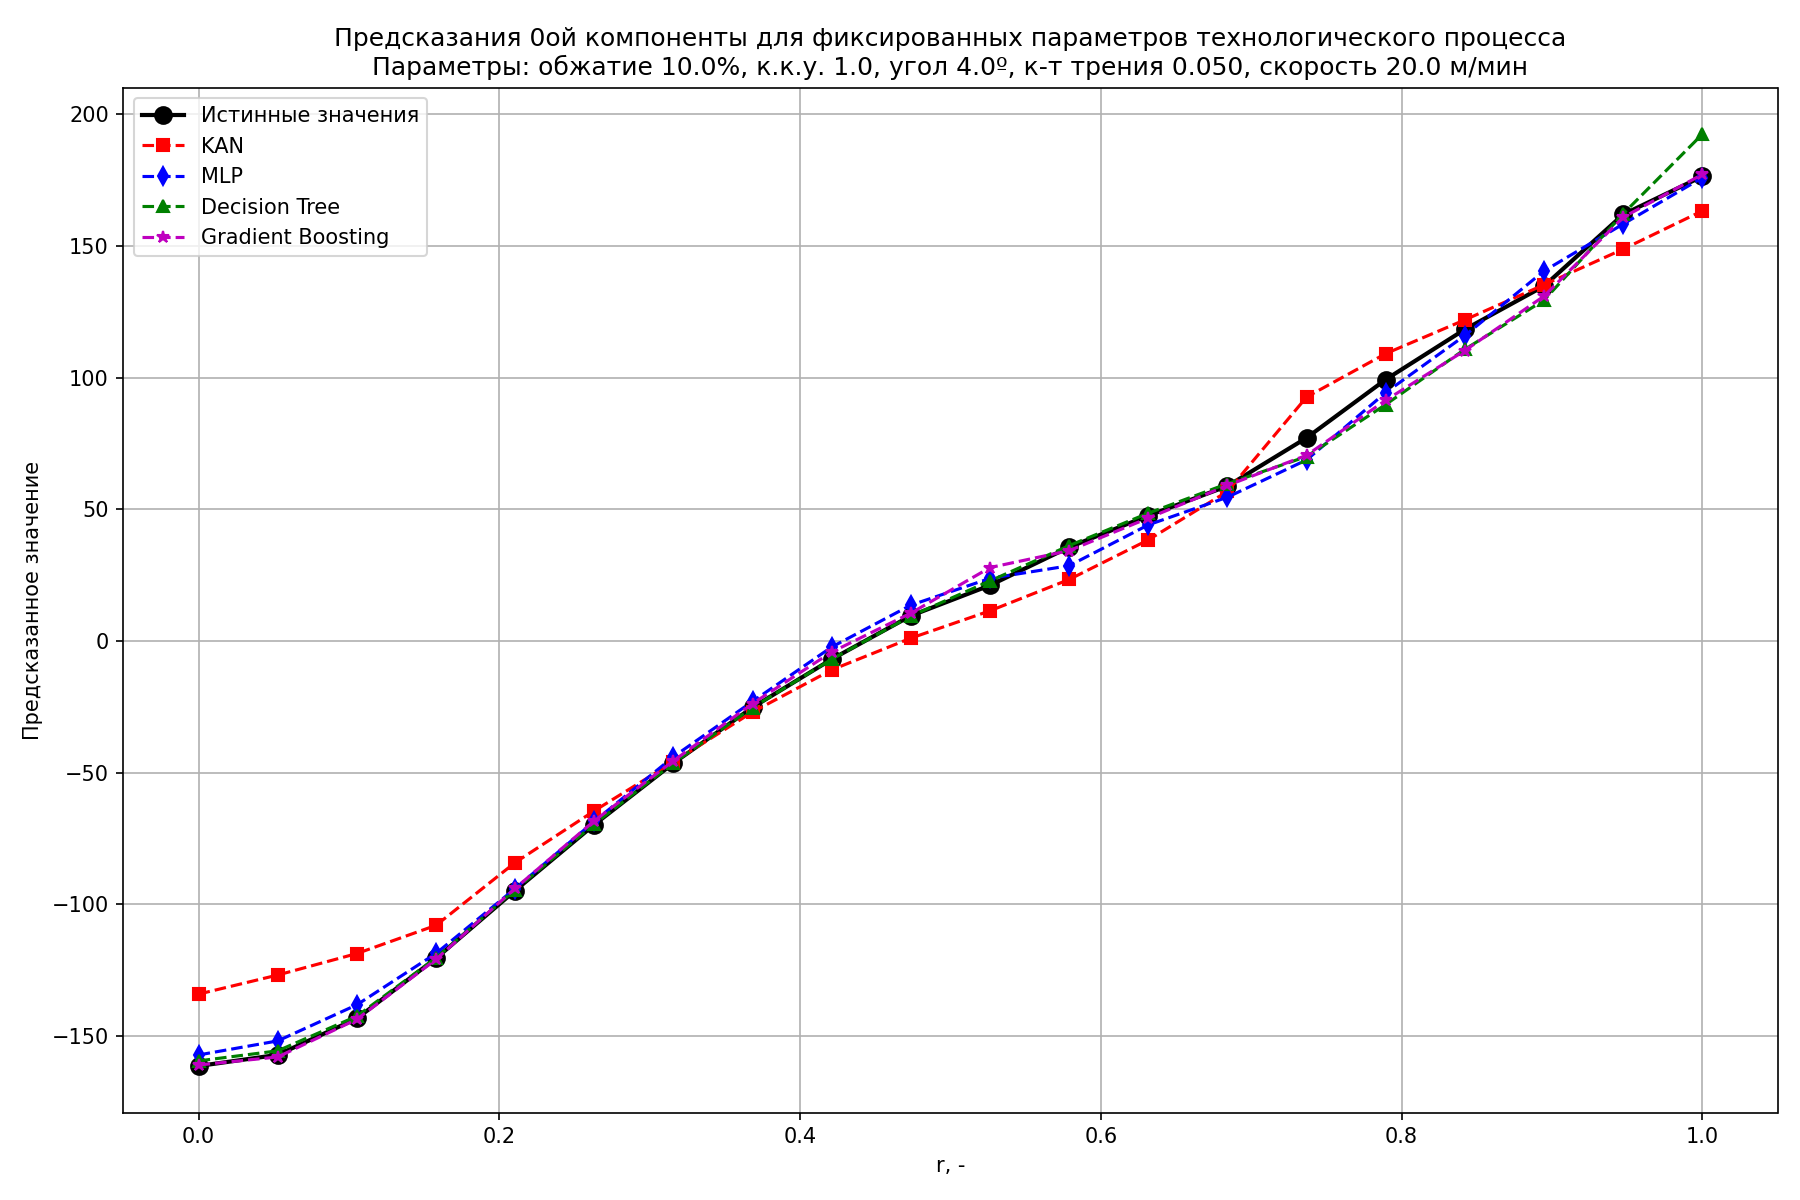 Предсказания 0ой компоненты для фиксированных параметров технологического процесса
Параметры: обжатие 10.0%, к.к.у. 1.0, угол 4.0º, к-т трения 0.050, скорость 20.0 м/мин
Истинные значения
KAN
MLP
Decision Tree
Gradient Boosting
Предсказанное значение
200
150
100
50
0
−50
−100
−150
0.0
0.2
0.4
0.6
0.8
1.0
r, -